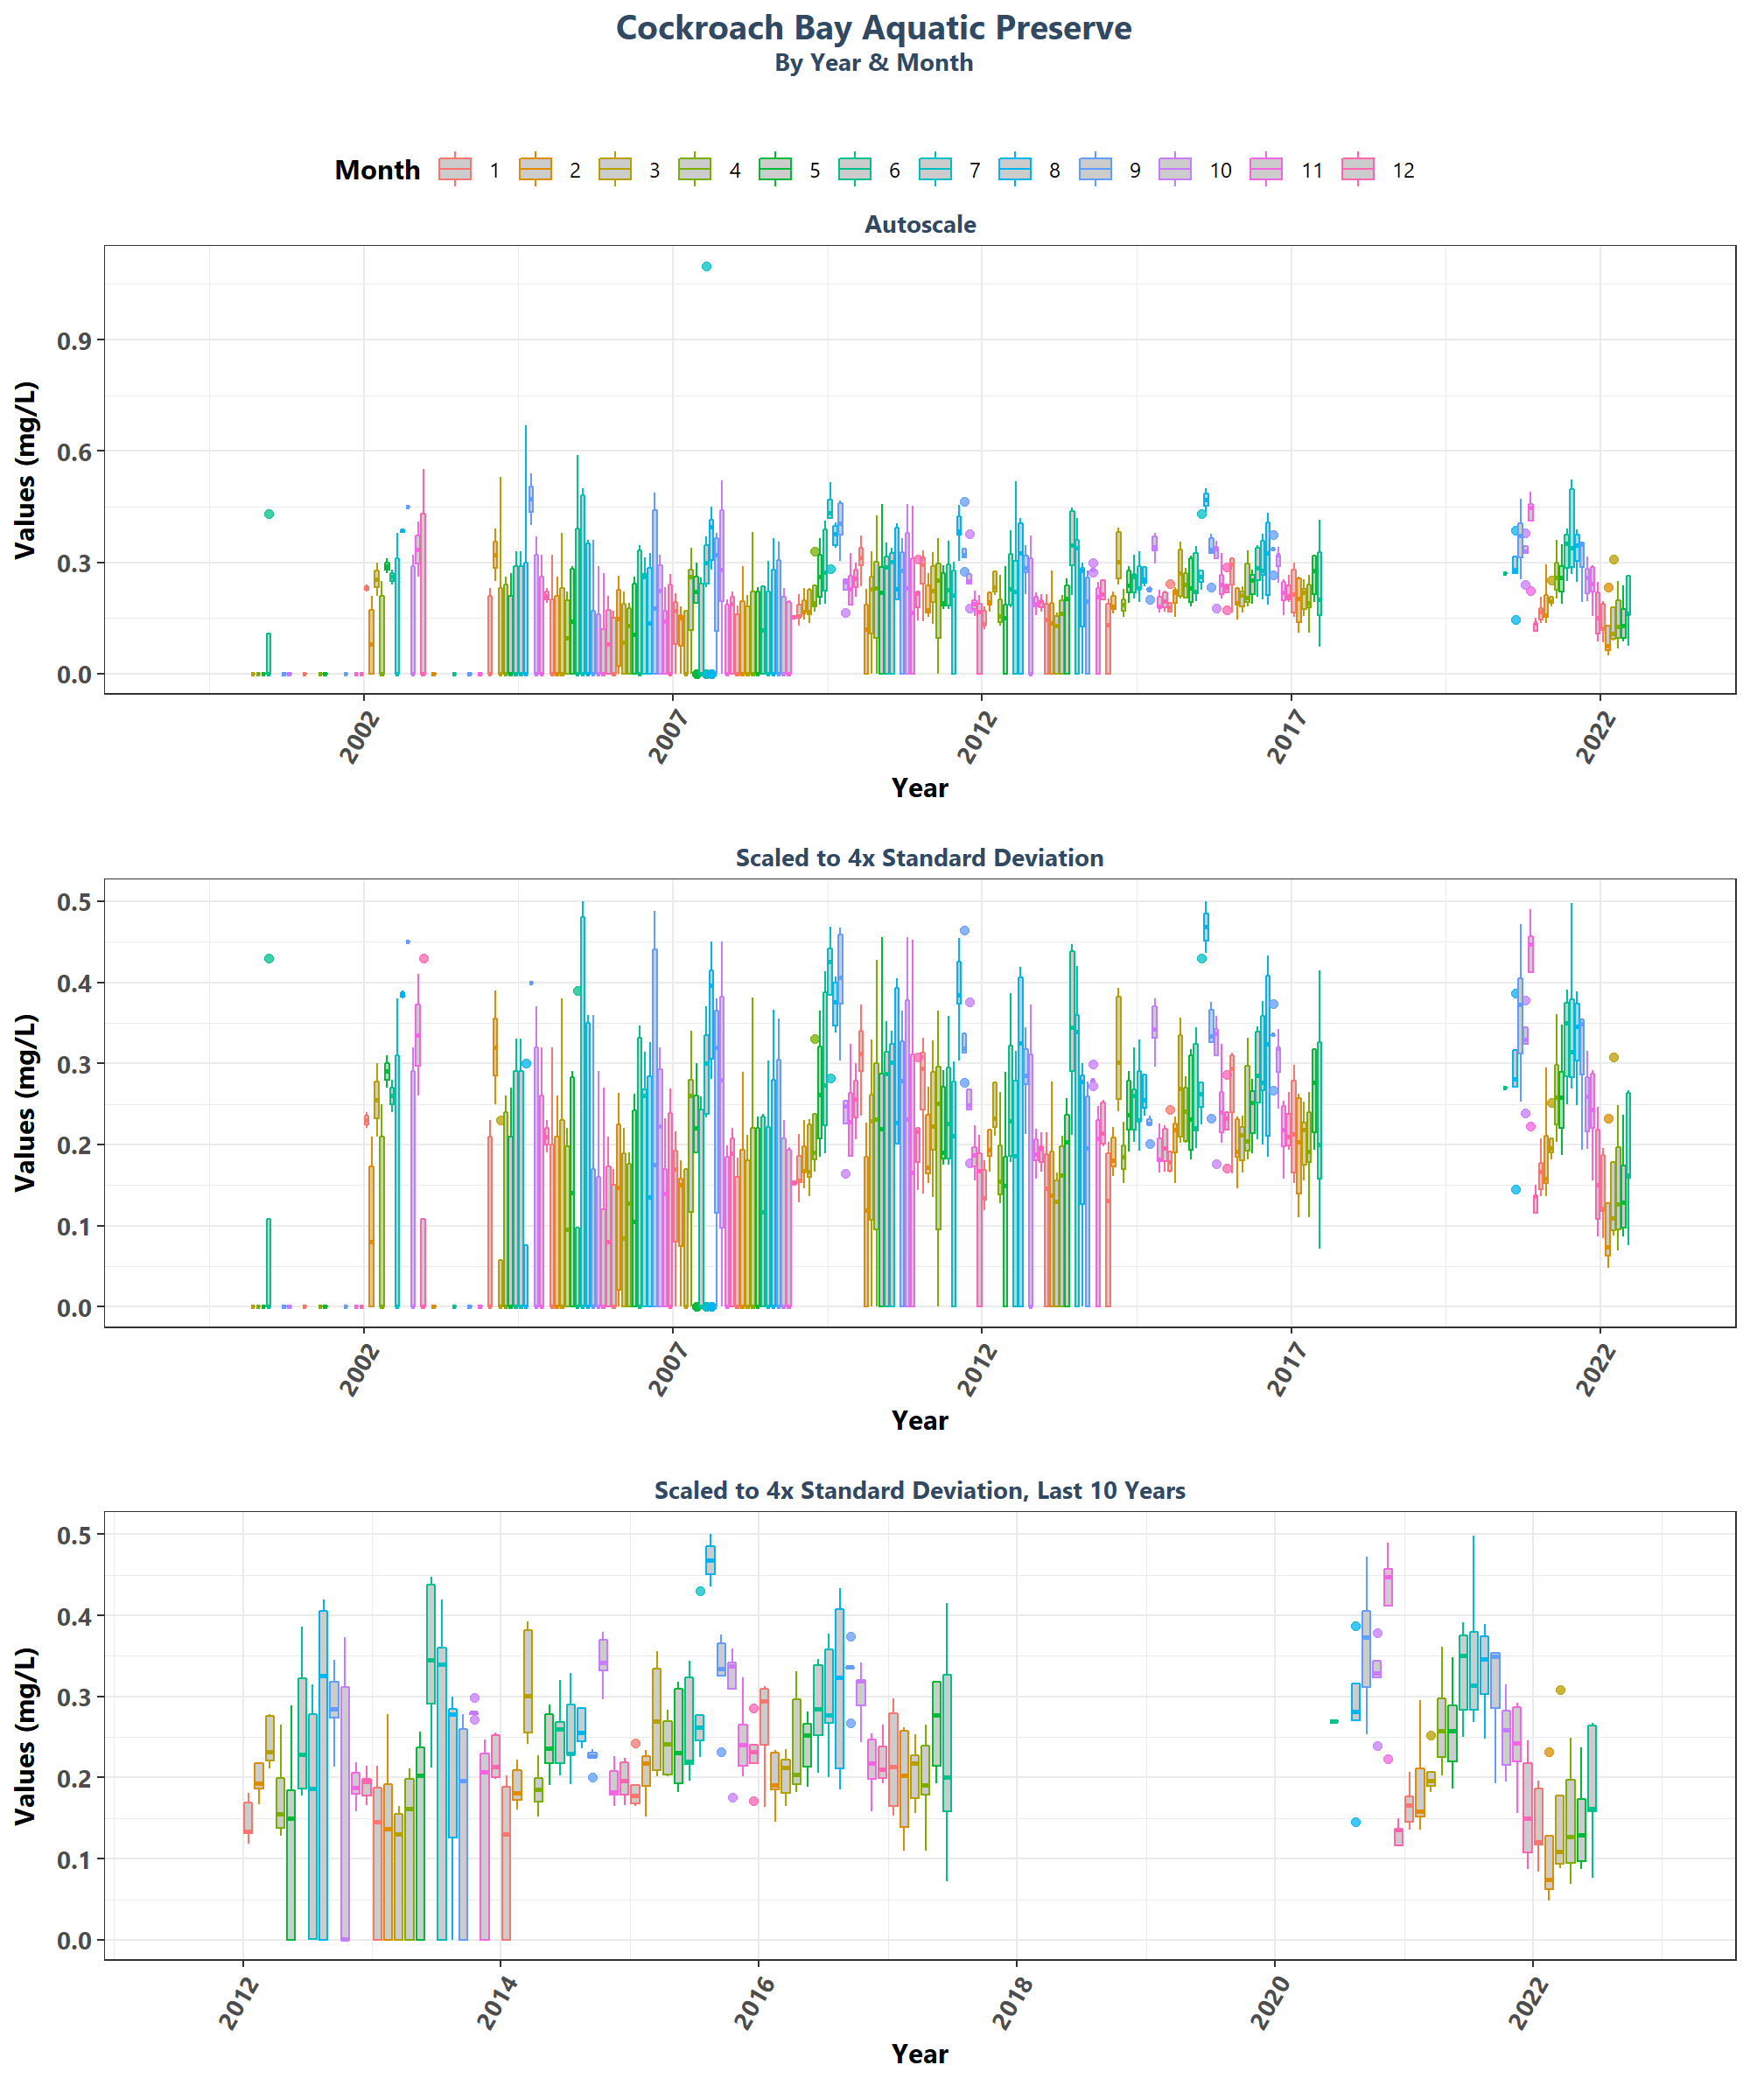 Cockroach Bay Aquatic Preserve
By Year & Month
Month 1 2 3 4 5 6 7 8 9 10 11 12
Autoscale
Values (mg/L)
0.9
0.6
0.3
0.0
2002 2007 2012 2017 2022
Year
Scaled to 4x Standard Deviation
Values (mg/L)
0.5
0.4
0.3
0.2
0.1
0.0
2002 2007 2012 2017 2022
Year
Scaled to 4x Standard Deviation, Last 10 Years
Values (mg/L)
0.5
0.4
0.3
0.2
0.1
0.0
2012 2014 2016 2018 2020 2022
Year